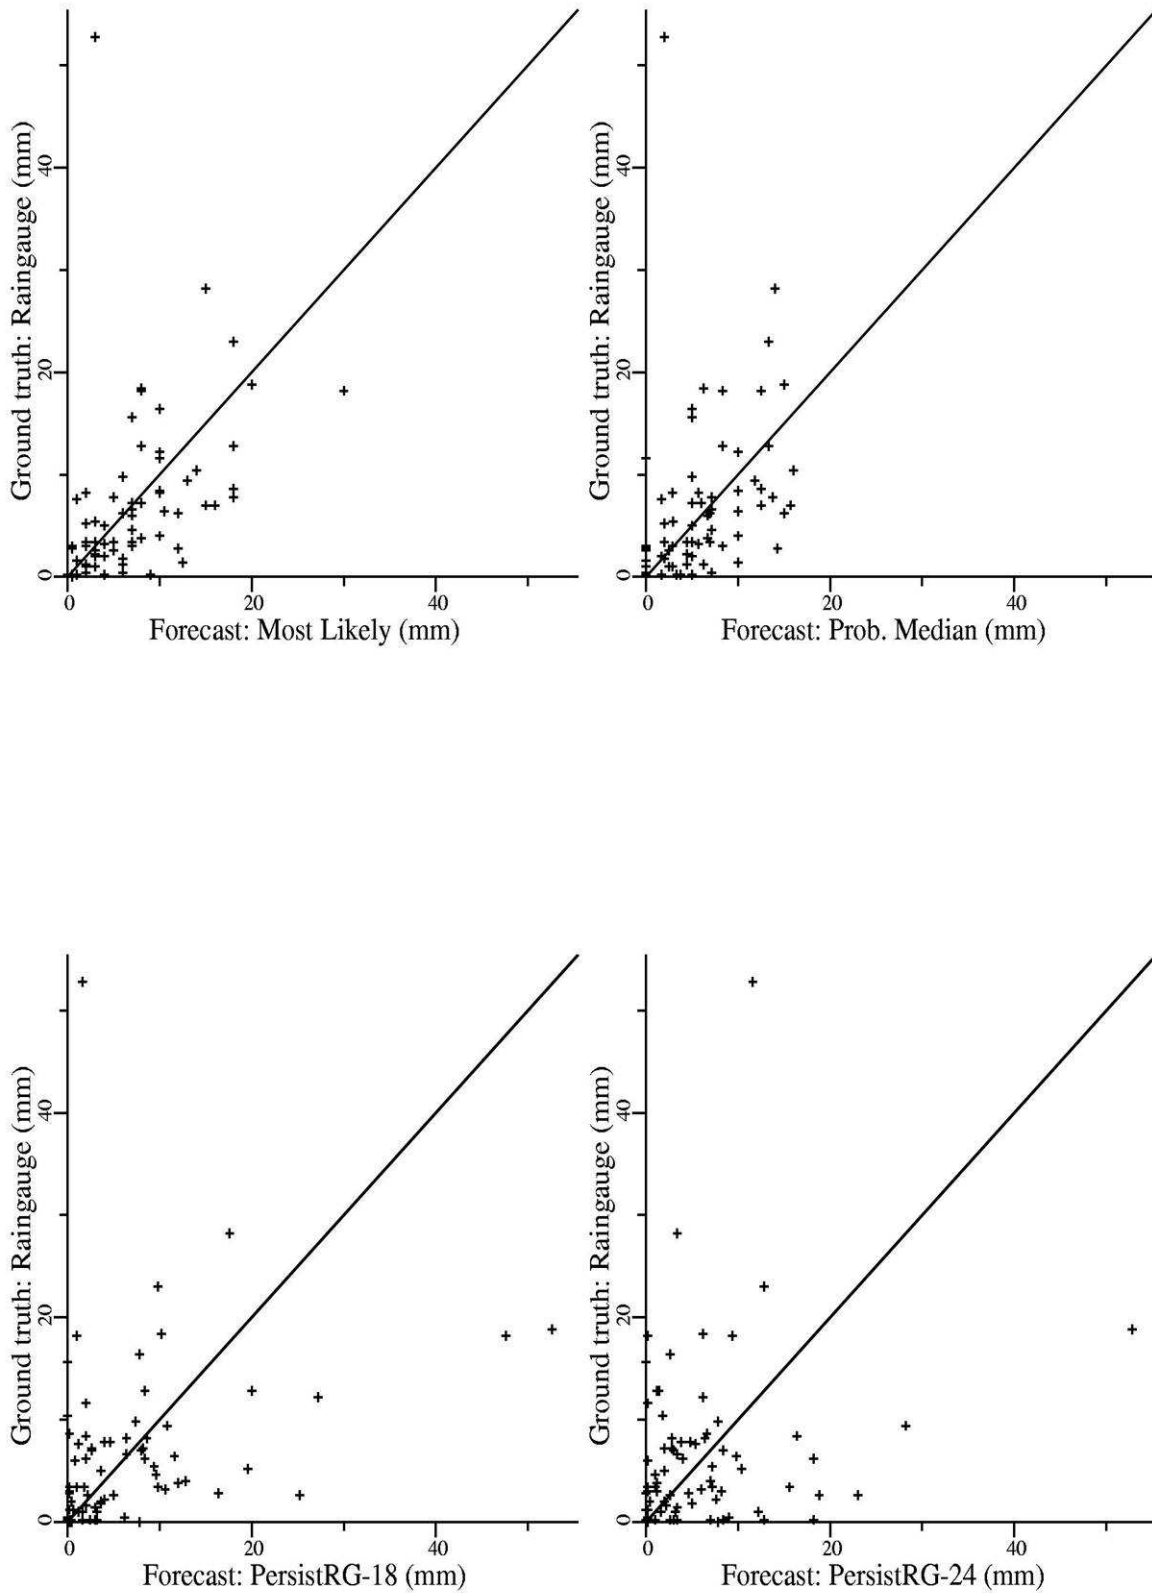 Ground truth: Raingauge (mm)
40
20
0
0 20 40
Forecast: Most Likely (mm)
Ground truth: Raingauge (mm)
40
20
0
0 20 40
Forecast: Prob. Median (mm)
Ground truth: Raingauge (mm)
40
20
0
0 20 40
Forecast: PersistRG-18 (mm)
Ground truth: Raingauge (mm)
40
20
0
0 20 40
Forecast: PersistRG-24 (mm)